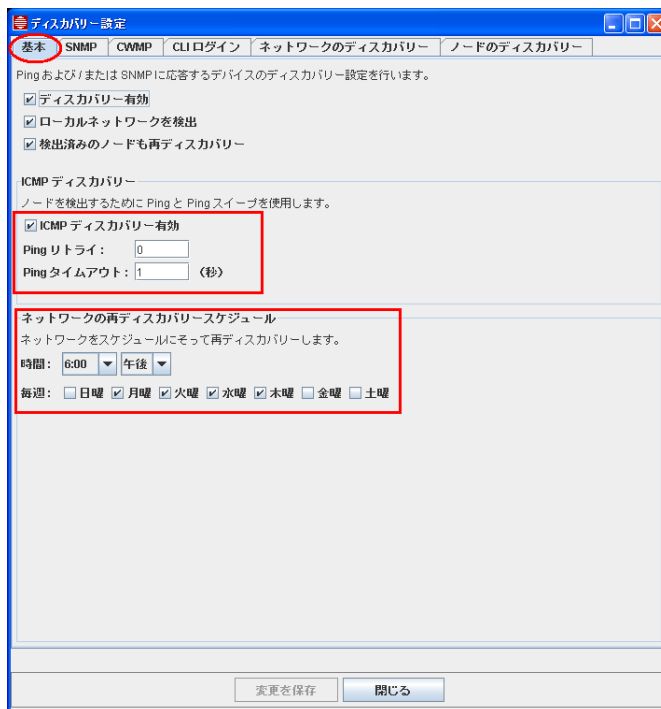 ディスカバリー設定
基本 SNMP CWMP CLI ログイン ネットワークのディスカバリー ノードのディスカバリー
Ping および / または SNMP に応答するデバイスのディスカバリー設定を行います。
ディスカバリー有効
ローカルネットワークを検出
検出済みのノードも再ディスカバリー
ICMP ディスカバリー
ノードを検出するために Ping と Ping スイープを使用します。
ICMP ディスカバリー有効
Ping リトライ : 0
Ping タイムアウト : 1 (秒)
ネットワークの再ディスカバリースケジュール
ネットワークをスケジュールにそって再ディスカバリーします。
時間 : 6:00 午後
毎週 : 日曜 月曜 火曜 水曜 木曜 金曜 土曜
変更を保存 閉じる